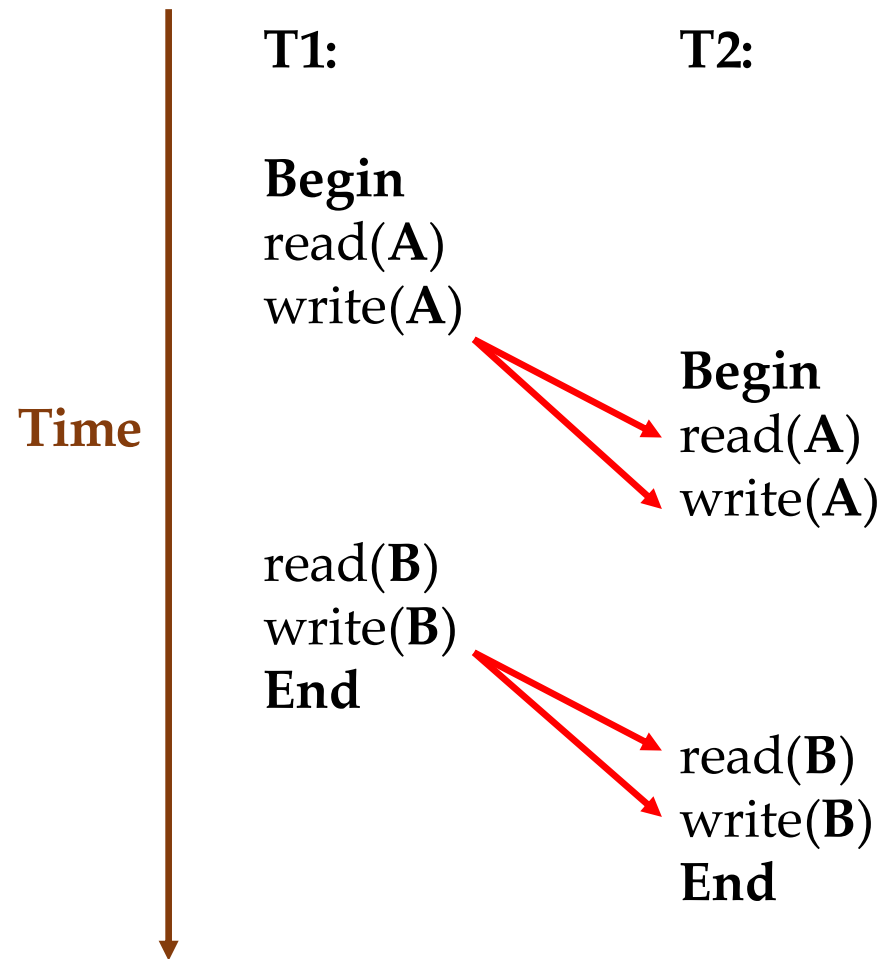 T1: T2:
Begin
read(A)
write(A)
Begin
Time
read(A)
write(A)
read(B)
write(B)
End
read(B)
write(B)
End